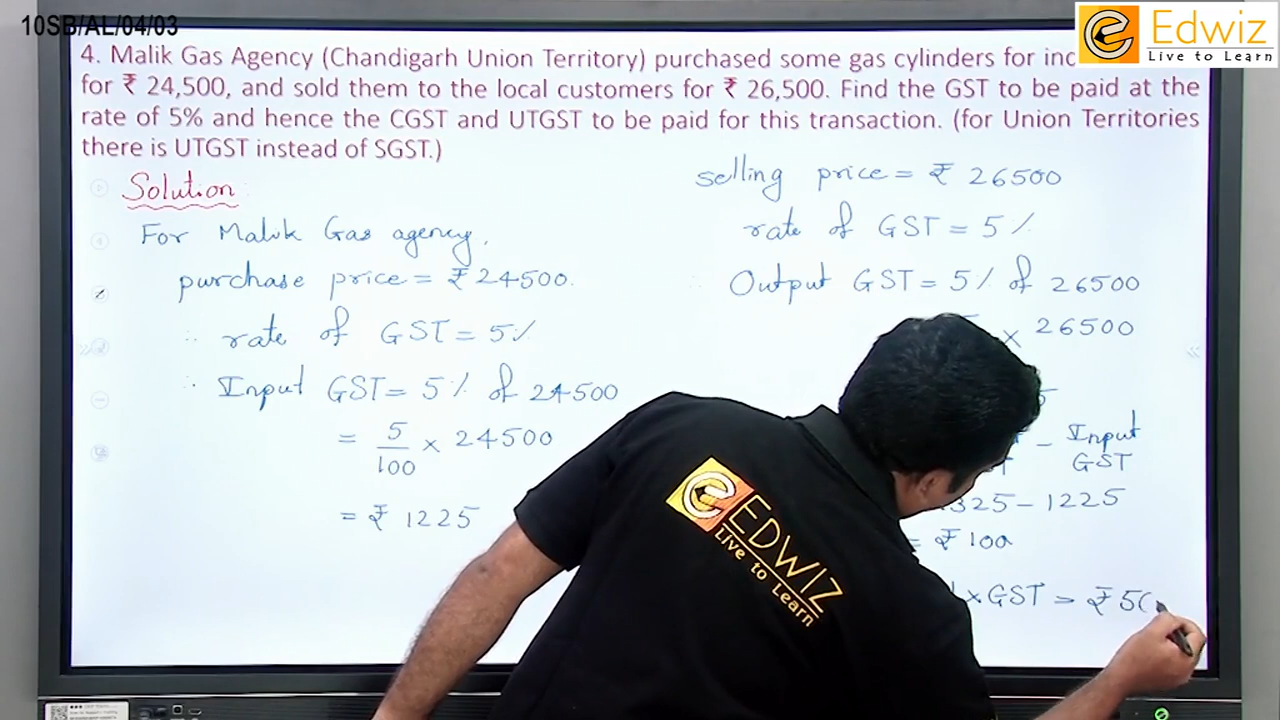 10SB/AL/04/03
Edwiz
Live to Learn
4. Malik Gas Agency (Chandigarh Union Territory) purchased some gas cylinders for
for ₹ 24,500, and sold them to the local customers for ₹ 26,500. Find the GST to be paid at the
rate of 5% and hence the CGST and UTGST to be paid for this transaction. (for Union Territories
there is UTGST instead of SGST.)
Solution
For Malik Gas agency,
purchase price = ₹24500.
∴ rate of GST = 5%
∴ Input GST = 5% of 24500
= 5/100 × 24500
= ₹ 1225
selling price = ₹ 26500
rate of GST = 5%
∴ Output GST = 5% of 26500
× 26500
− Input GST
1325 − 1225
= ₹ 100
× GST = ₹ 50
EDWIZ
Live to Learn